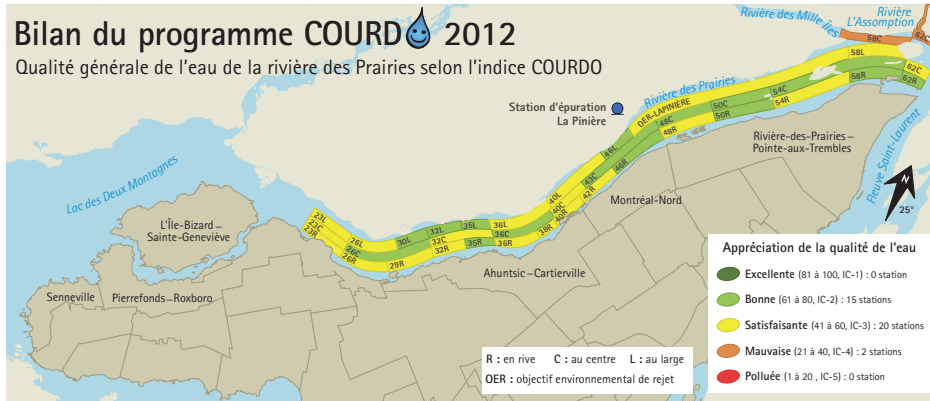 Bilan du programme COURDO 2012
Qualité générale de l'eau de la rivière des Prairies selon l'indice COURDO
Rivière des Mille Îles
Rivière
L'Assomption
58C
62C
58L
62C
58R
62R
Rivière des Prairies
Station d'épuration
La Pinière
OER-LAPINIÈRE
54C
54R
50C
50R
48C
48R
46L
46R
43C
42R
40L
40C
40R
38R
36L
36C
36R
35L
35R
32L
32C
32R
30L
29R
26L
26C
26R
23L
23C
23R
Rivière-des-Prairies–
Pointe-aux-Trembles
Fleuve Saint-Laurent
N
25°
Montréal-Nord
Lac des Deux Montagnes
L'Île-Bizard–
Sainte-Geneviève
Ahuntsic–Cartierville
Senneville
Pierrefonds-Roxboro
R : en rive C : au centre L : au large
OER : objectif environnemental de rejet
Appréciation de la qualité de l'eau
Excellente (81 à 100, IC-1) : 0 station
Bonne (61 à 80, IC-2) : 15 stations
Satisfaisante (41 à 60, IC-3) : 20 stations
Mauvaise (21 à 40, IC-4) : 2 stations
Polluée (1 à 20 , IC-5) : 0 station